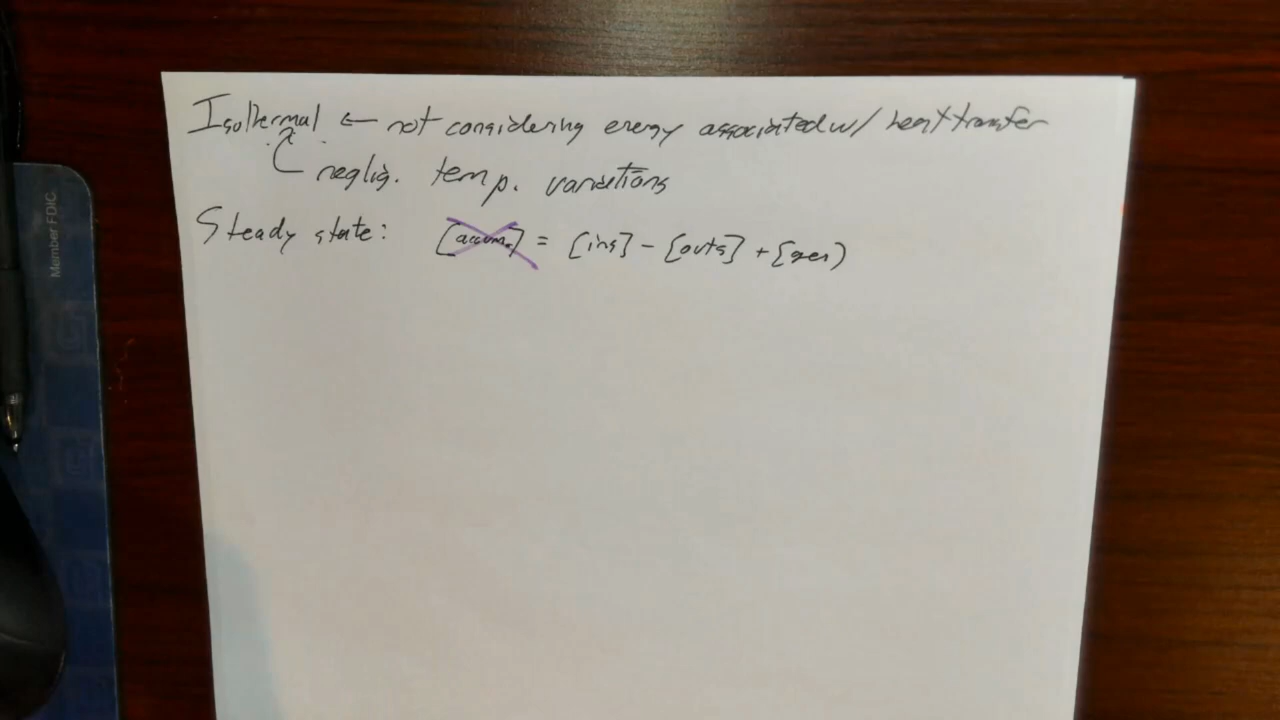 Isothermal ← not considering energy associated w/ heat transfer
neglig. temp. variations
Steady state: [accum.] = [ins] - [outs] + [gen]
Member FDIC